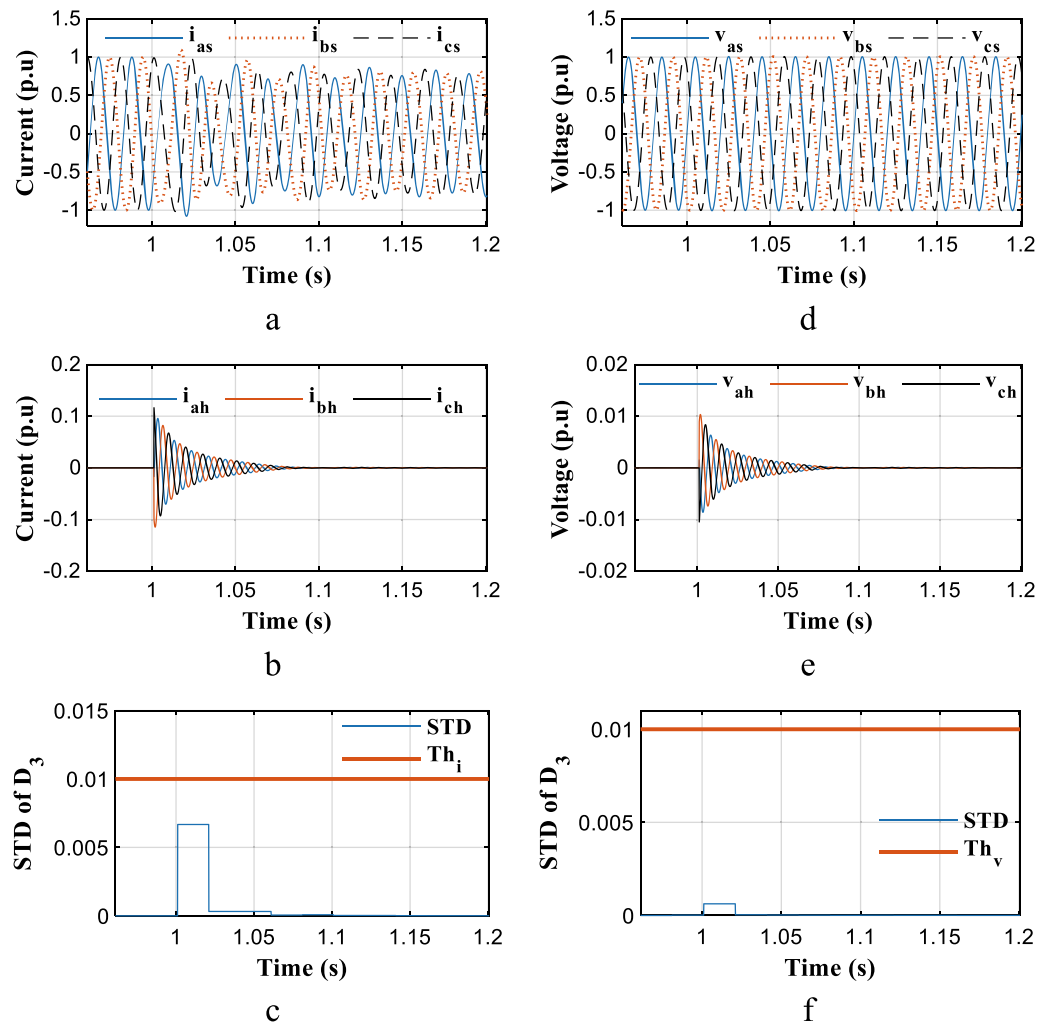 1.5
i_as i_bs i_cs
1
0.5
0
-0.5
-1
Current (p.u)
1 1.05 1.1 1.15 1.2
Time (s)
a
1.5
v_as v_bs v_cs
1
0.5
0
-0.5
-1
Voltage (p.u)
1 1.05 1.1 1.15 1.2
Time (s)
d
0.2
i_ah i_bh i_ch
0.1
0
-0.1
-0.2
Current (p.u)
1 1.05 1.1 1.15 1.2
Time (s)
b
0.02
v_ah v_bh v_ch
0.01
0
-0.01
-0.02
Voltage (p.u)
1 1.05 1.1 1.15 1.2
Time (s)
e
0.015
STD
Th_i
0.01
0.005
0
STD of D_3
1 1.05 1.1 1.15 1.2
Time (s)
c
0.01
0.005
STD
Th_v
0
STD of D_3
1 1.05 1.1 1.15 1.2
Time (s)
f